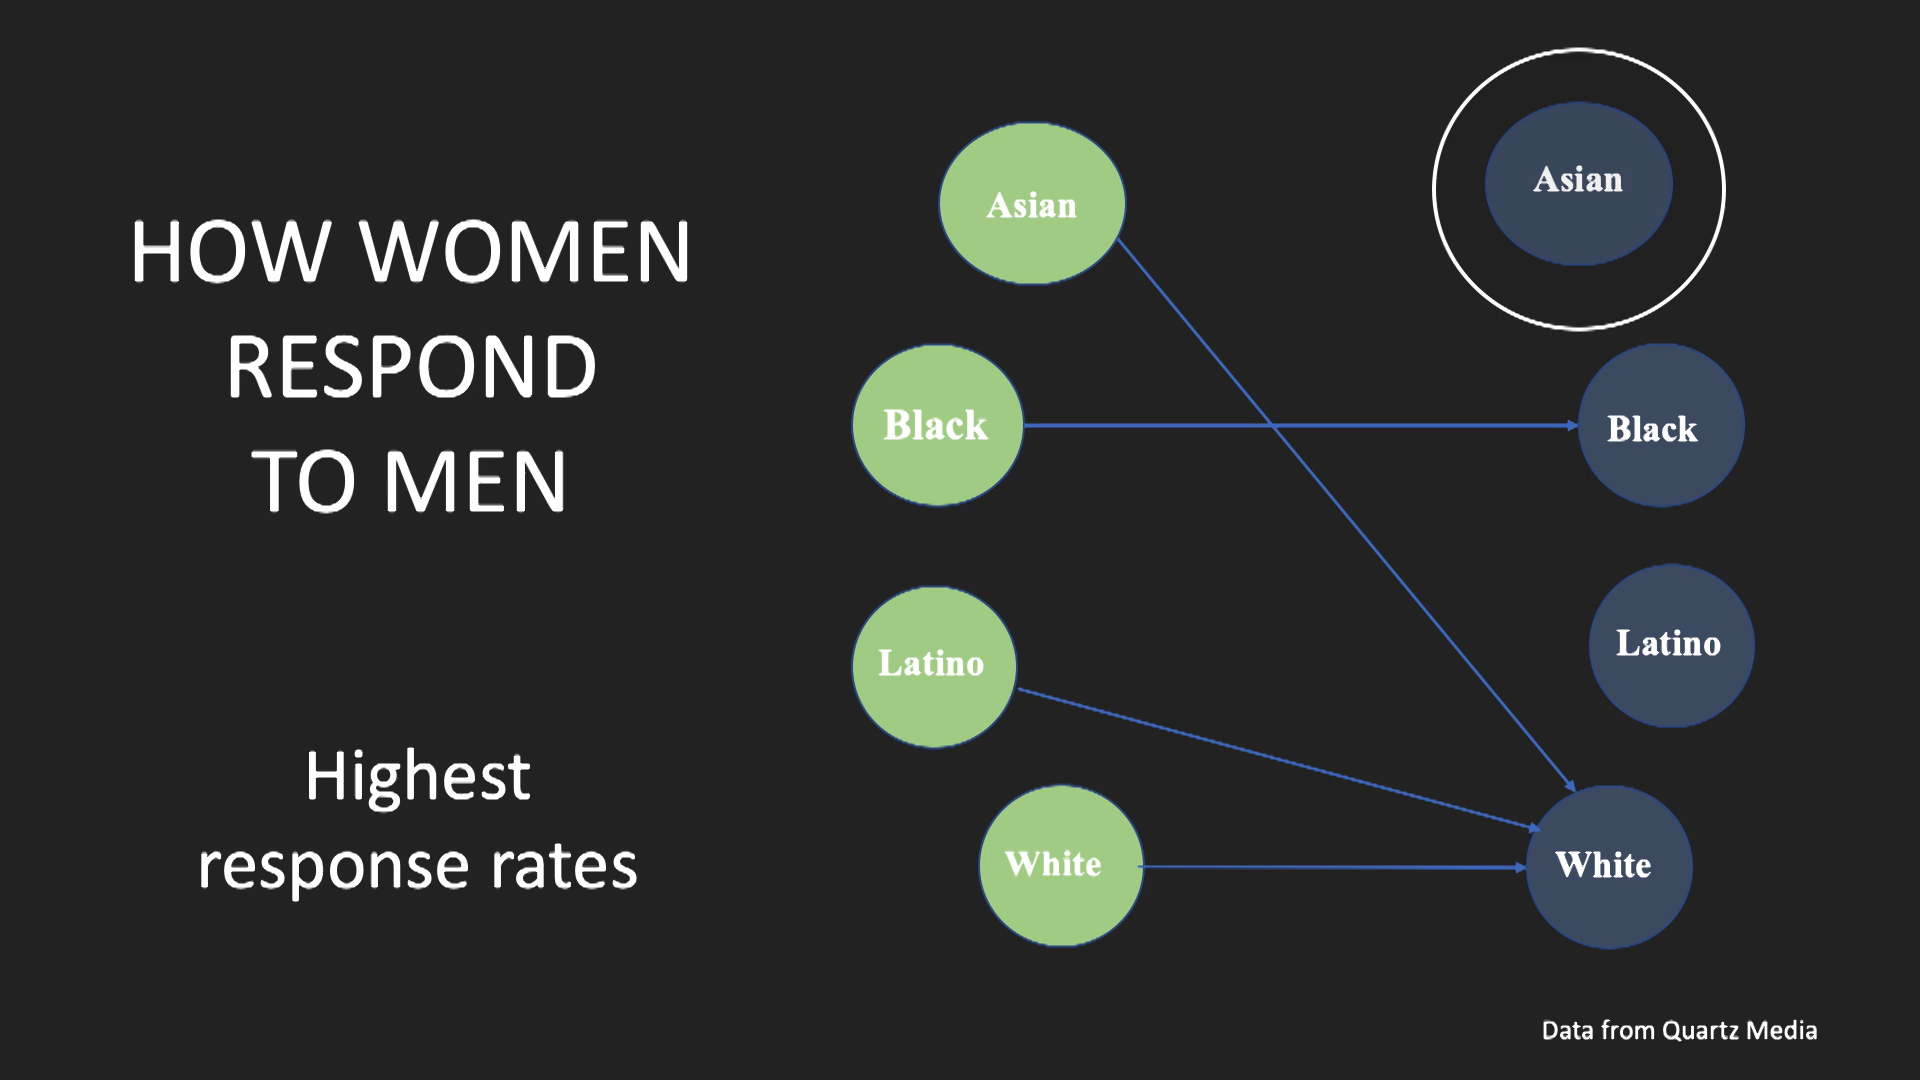 HOW WOMEN
RESPOND
TO MEN
Highest
response rates
Asian
Asian
Black
Black
Latino
Latino
White
White
Data from Quartz Media